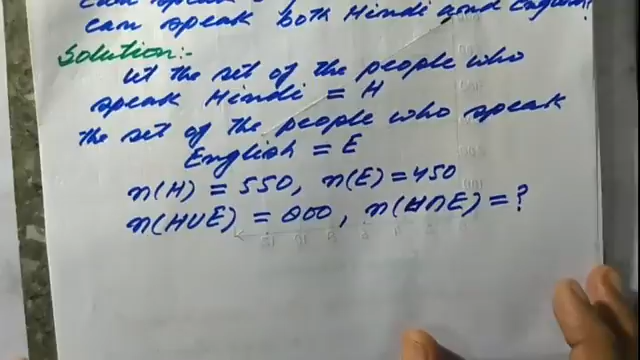 can speak both Hindi and English?
Solution:-
Let the set of the people who
speak Hindi = H
the set of the people who speak
English = E
n(H) = 550, n(E) = 450
n(HUE) = 800, n(H∩E) = ?